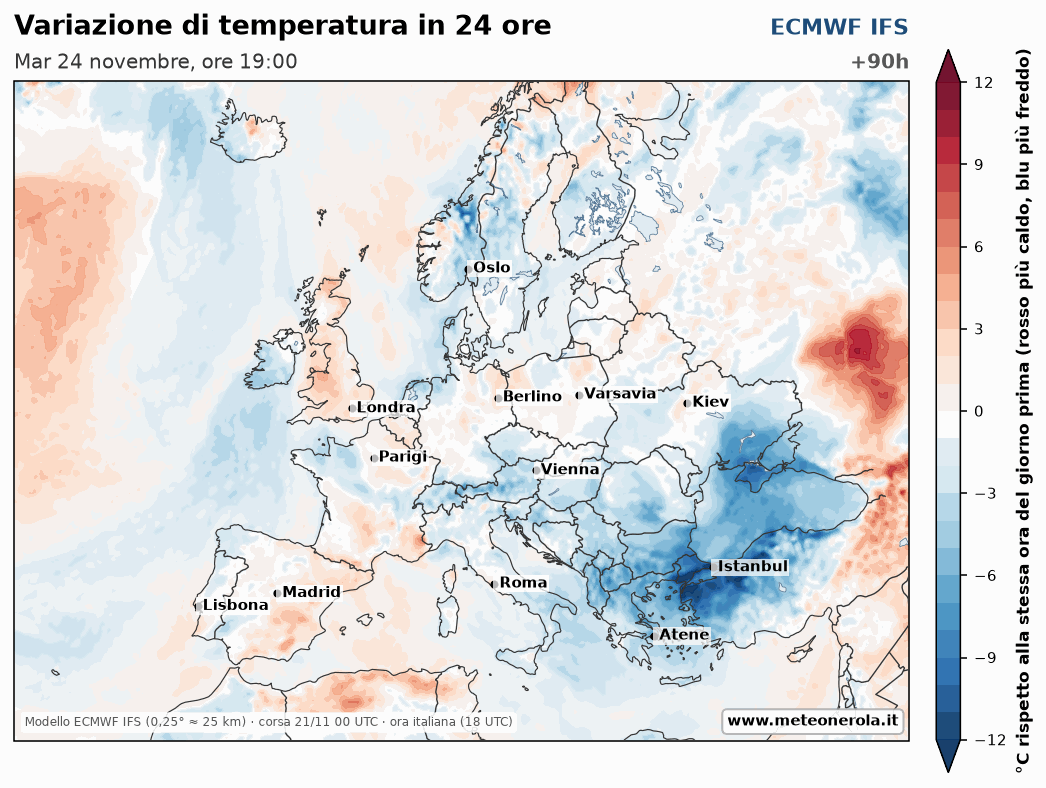 Variazione di temperatura in 24 ore
ECMWF IFS
Mar 24 novembre, ore 19:00
+90h
Oslo
Londra
Berlino
Varsavia
Kiev
Parigi
Vienna
Istanbul
Roma
Madrid
Lisbona
Atene
Modello ECMWF IFS (0,25° ≈ 25 km) · corsa 21/11 00 UTC · ora italiana (18 UTC)
www.meteonerola.it
12
9
6
3
0
−3
−6
−9
−12
°C rispetto alla stessa ora del giorno prima (rosso più caldo, blu più freddo)